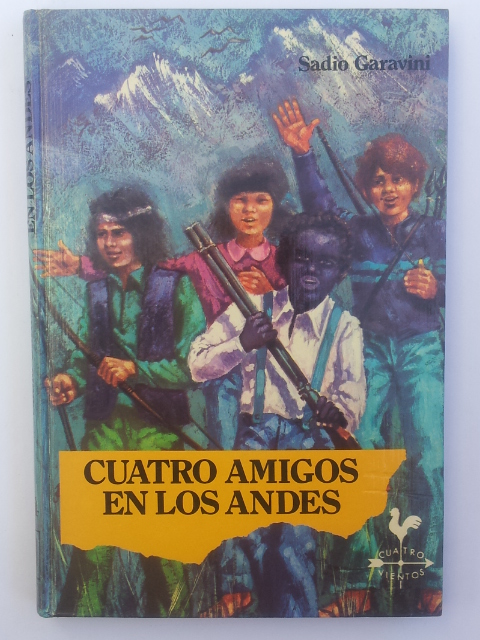 Sadio Garavini
EN LOS ANDES
CUATRO AMIGOS
EN LOS ANDES
CUATRO
VIENTOS